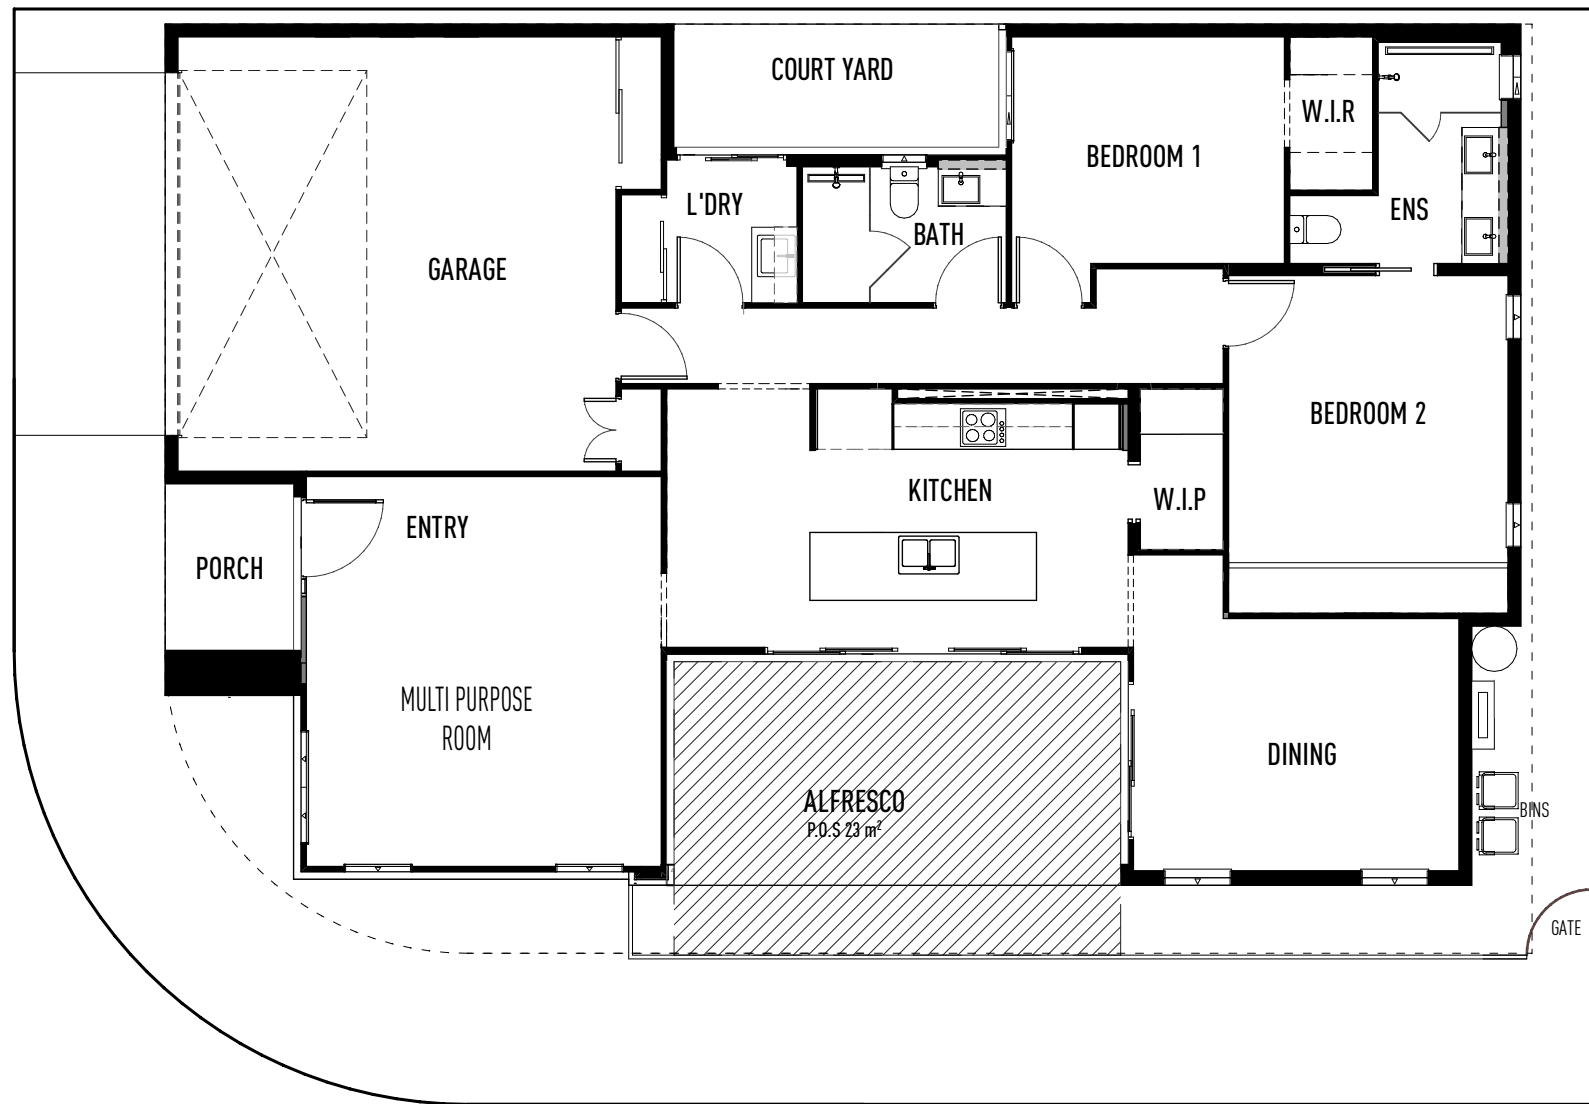 COURT YARD
W.I.R
BEDROOM 1
L'DRY
ENS
BATH
GARAGE
BEDROOM 2
KITCHEN
W.I.P
ENTRY
PORCH
MULTI PURPOSE
ROOM
DINING
ALFRESCO
P.O.S 23 m²
BINS
GATE